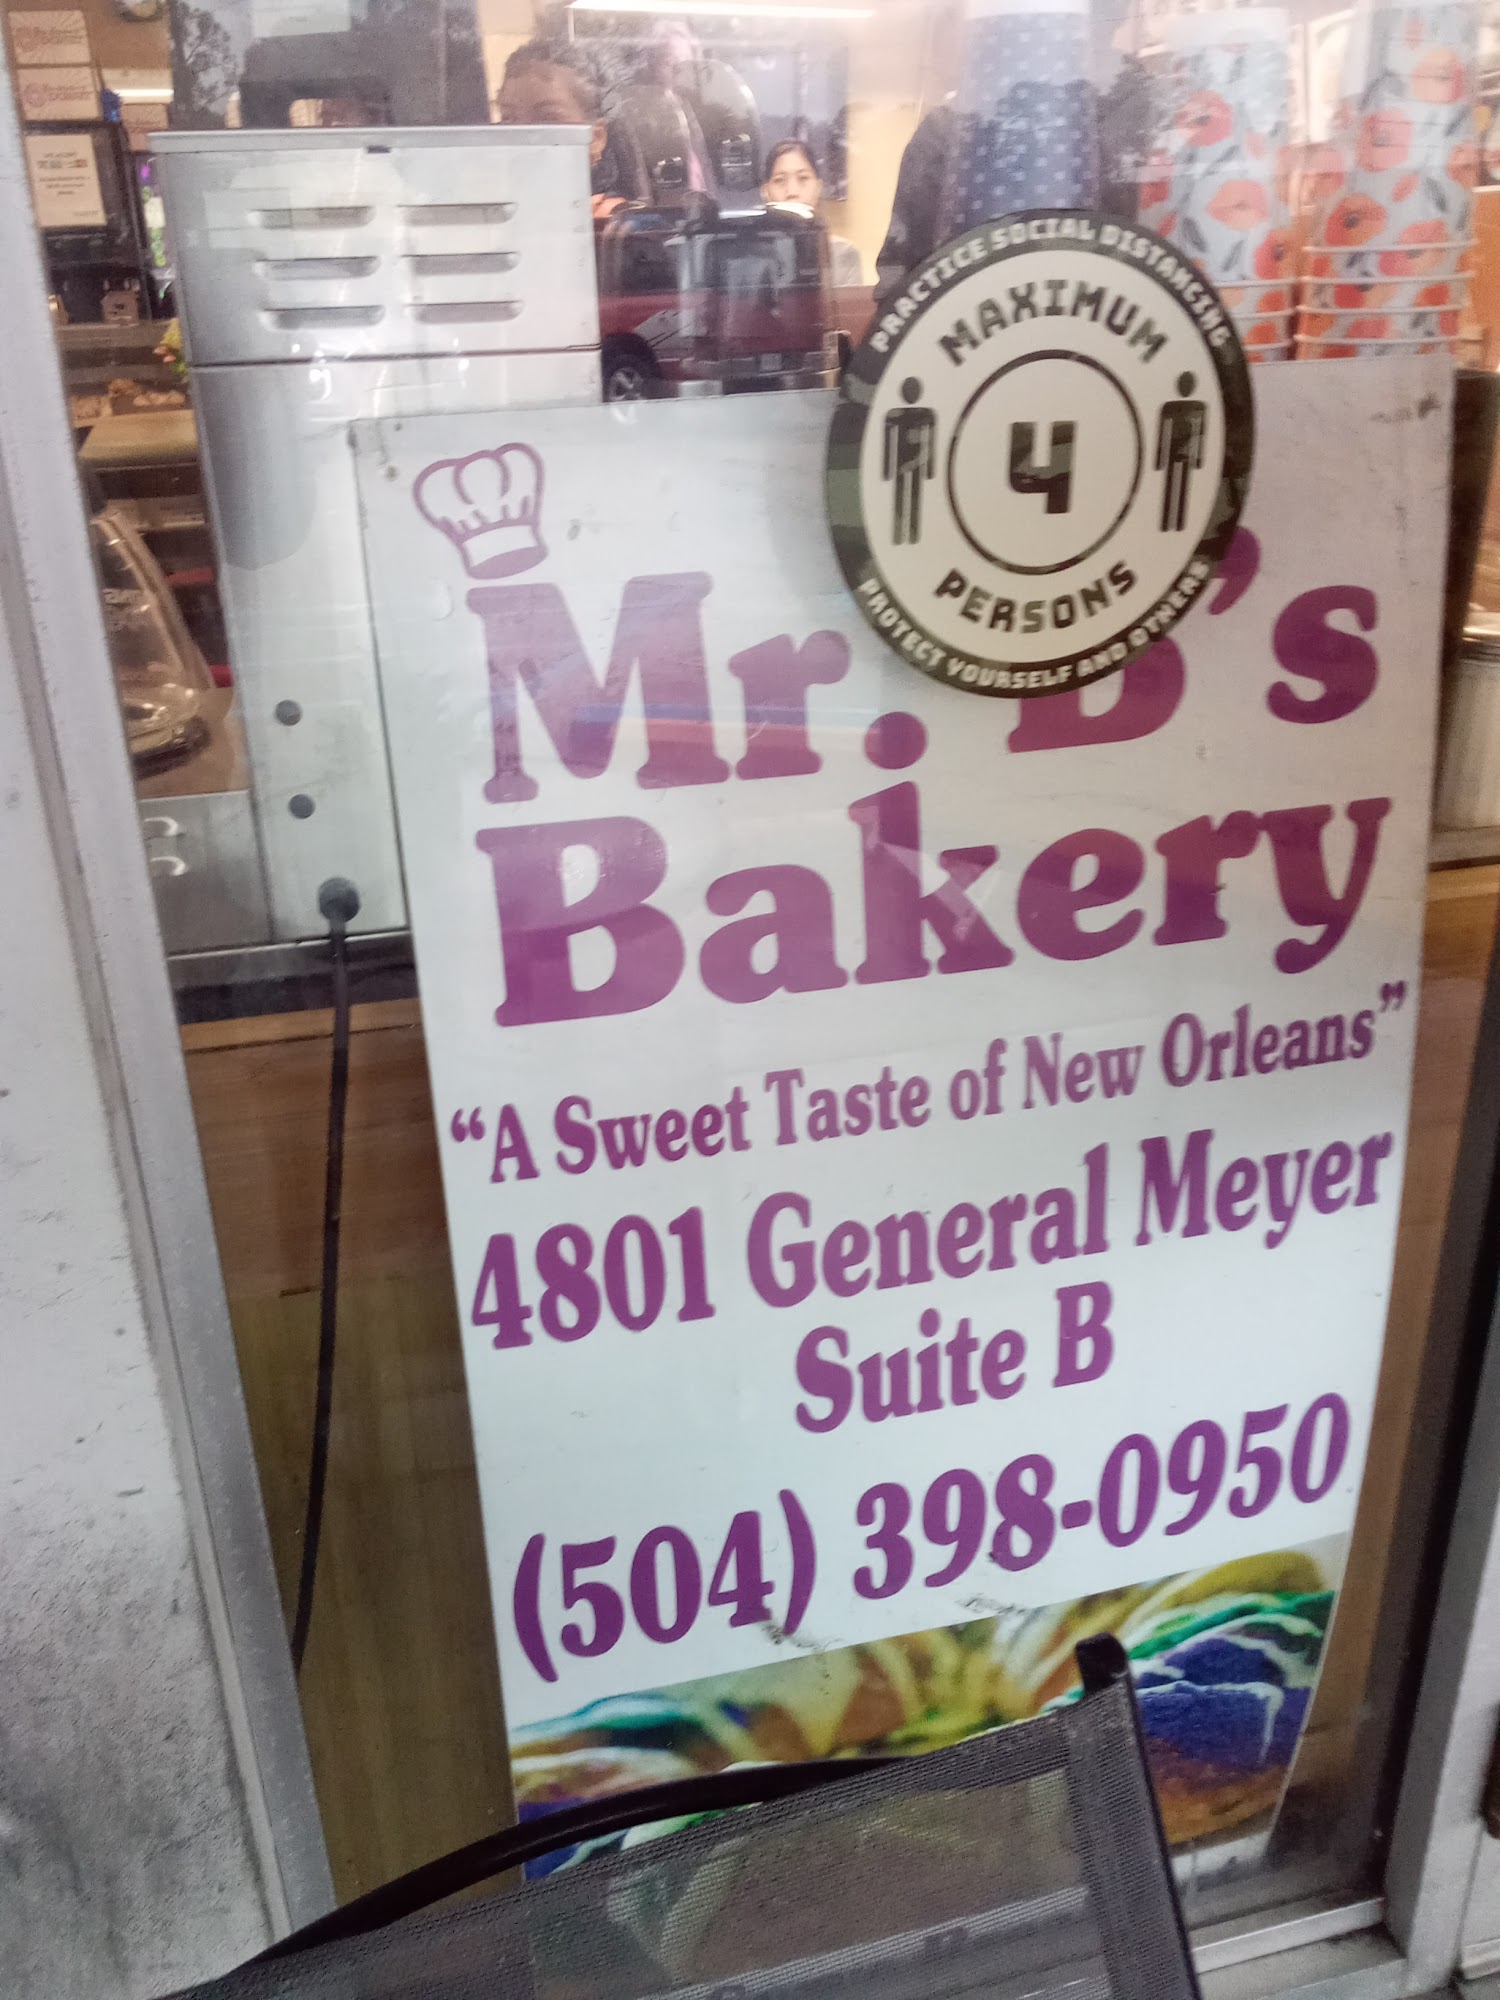 PRACTICE SOCIAL DISTANCING
MAXIMUM
4
PERSONS
PROTECT YOURSELF AND OTHERS
Mr. B's
Bakery
“A Sweet Taste of New Orleans”
4801 General Meyer
Suite B
(504) 398-0950